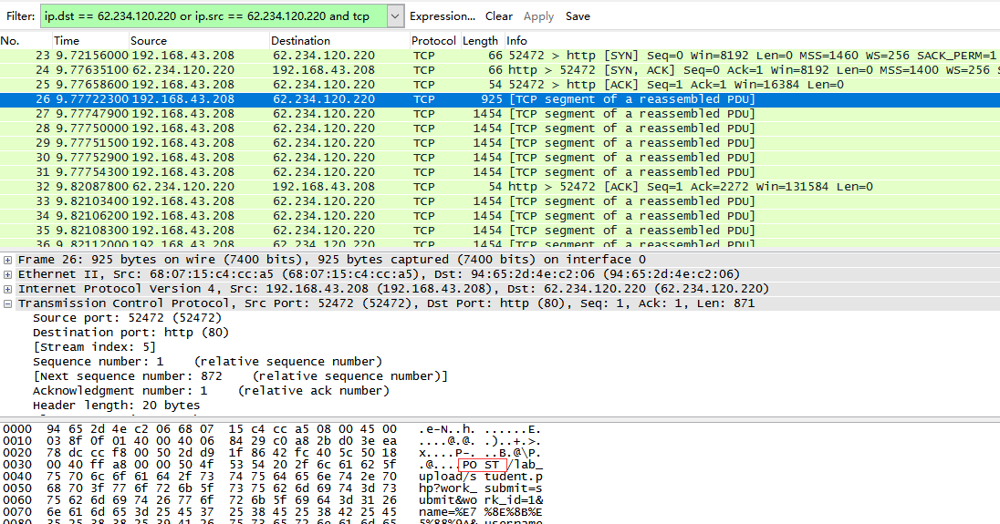 Filter: ip.dst == 62.234.120.220 or ip.src == 62.234.120.220 and tcp Expression... Clear Apply Save
No. Time Source Destination Protocol Length Info
23 9.72156000 192.168.43.208 62.234.120.220 TCP 66 52472 > http [SYN] Seq=0 Win=8192 Len=0 MSS=1460 WS=256 SACK_PERM=1
24 9.77635100 62.234.120.220 192.168.43.208 TCP 66 http > 52472 [SYN, ACK] Seq=0 Ack=1 Win=8192 Len=0 MSS=1400 WS=256 S
25 9.77658600 192.168.43.208 62.234.120.220 TCP 54 52472 > http [ACK] Seq=1 Ack=1 Win=16384 Len=0
26 9.77722300 192.168.43.208 62.234.120.220 TCP 925 [TCP segment of a reassembled PDU]
27 9.77747900 192.168.43.208 62.234.120.220 TCP 1454 [TCP segment of a reassembled PDU]
28 9.77750000 192.168.43.208 62.234.120.220 TCP 1454 [TCP segment of a reassembled PDU]
29 9.77751500 192.168.43.208 62.234.120.220 TCP 1454 [TCP segment of a reassembled PDU]
30 9.77752900 192.168.43.208 62.234.120.220 TCP 1454 [TCP segment of a reassembled PDU]
31 9.77754300 192.168.43.208 62.234.120.220 TCP 1454 [TCP segment of a reassembled PDU]
32 9.82087800 62.234.120.220 192.168.43.208 TCP 54 http > 52472 [ACK] Seq=1 Ack=2272 Win=131584 Len=0
33 9.82103400 192.168.43.208 62.234.120.220 TCP 1454 [TCP segment of a reassembled PDU]
34 9.82106200 192.168.43.208 62.234.120.220 TCP 1454 [TCP segment of a reassembled PDU]
35 9.82108300 192.168.43.208 62.234.120.220 TCP 1454 [TCP segment of a reassembled PDU]
36 9.82112000 192.168.43.208 62.234.120.220 TCP 1454 [TCP segment of a reassembled PDU]
Frame 26: 925 bytes on wire (7400 bits), 925 bytes captured (7400 bits) on interface 0
Ethernet II, Src: 68:07:15:c4:cc:a5 (68:07:15:c4:cc:a5), Dst: 94:65:2d:4e:c2:06 (94:65:2d:4e:c2:06)
Internet Protocol Version 4, Src: 192.168.43.208 (192.168.43.208), Dst: 62.234.120.220 (62.234.120.220)
Transmission Control Protocol, Src Port: 52472 (52472), Dst Port: http (80), Seq: 1, Ack: 1, Len: 871
Source port: 52472 (52472)
Destination port: http (80)
[Stream index: 5]
Sequence number: 1 (relative sequence number)
[Next sequence number: 872 (relative sequence number)]
Acknowledgment number: 1 (relative ack number)
Header length: 20 bytes
0000 94 65 2d 4e c2 06 68 07 15 c4 cc a5 08 00 45 00 .e-N..h. ......E.
0010 03 8f 0f 01 40 00 40 06 84 29 c0 a8 2b d0 3e ea ....@.@. .)..+.>.
0020 78 dc cc f8 00 50 2d d9 1f 86 42 fc 40 5c 50 18 x....P-. ..B.@\P.
0030 00 40 ff a8 00 00 50 4f 53 54 20 2f 6c 61 62 5f .@....PO ST /lab_
0040 75 70 6c 6f 61 64 2f 73 74 75 64 65 6e 74 2e 70 upload/s tudent.p
0050 68 70 3f 77 6f 72 6b 5f 73 75 62 6d 69 74 3d 73 hp?work_ submit=s
0060 75 62 6d 69 74 26 77 6f 72 6b 5f 69 64 3d 31 26 ubmit&wo rk_id=1&
0070 6e 61 6d 65 3d 25 45 37 25 38 45 25 38 42 25 45 name=%E7 %8E%8B%E
0080 35 25 38 38 25 39 41 26 75 73 65 72 6e 61 6d 65 5%88%9A& username